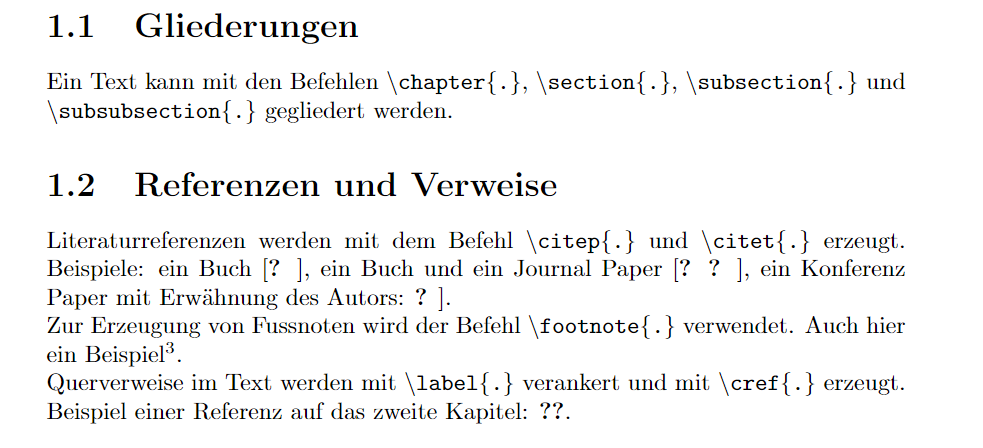 1.1 Gliederungen
Ein Text kann mit den Befehlen \chapter{.}, \section{.}, \subsection{.} und
\subsubsection{.} gegliedert werden.
1.2 Referenzen und Verweise
Literaturreferenzen werden mit dem Befehl \citep{.} und \citet{.} erzeugt.
Beispiele: ein Buch [? ], ein Buch und ein Journal Paper [? ? ], ein Konferenz
Paper mit Erwähnung des Autors: ? ].
Zur Erzeugung von Fussnoten wird der Befehl \footnote{.} verwendet. Auch hier
ein Beispiel³.
Querverweise im Text werden mit \label{.} verankert und mit \cref{.} erzeugt.
Beispiel einer Referenz auf das zweite Kapitel: ??.